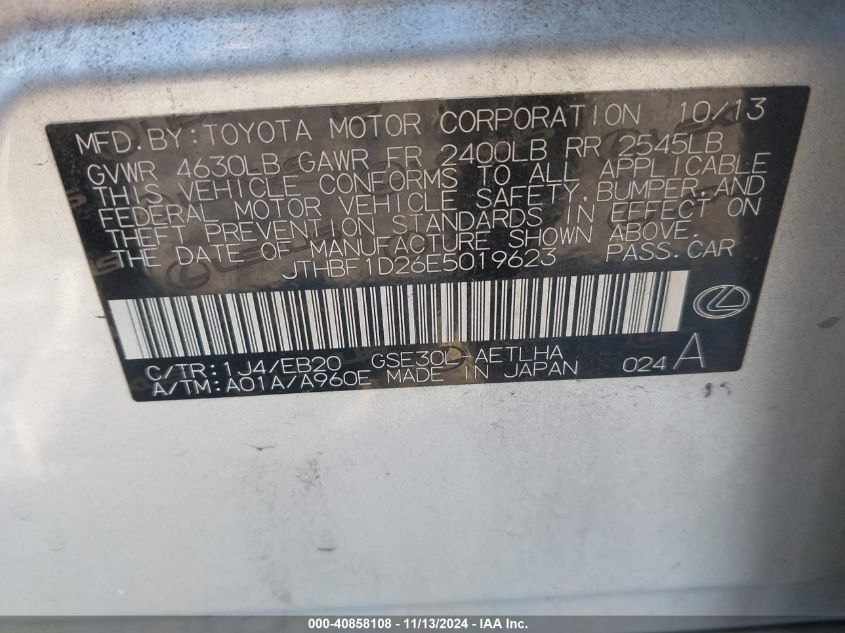 MFD.BY:TOYOTA MOTOR CORPORATION 10/13
GVWR 4630LB GAWR FR 2400LB RR 2545LB
THIS VEHICLE CONFORMS TO ALL APPLICABLE
FEDERAL MOTOR VEHICLE SAFETY, BUMPER, AND
THEFT PREVENTION STANDARDS IN EFFECT ON
THE DATE OF MANUFACTURE SHOWN ABOVE.
JTHBF1D26E5019623 PASS.CAR
C/TR:1J4/EB20 GSE30L-AETLHA
A/TM:A01A/A960E MADE IN JAPAN 024 A
000-40858108 - 11/13/2024 - IAA Inc.